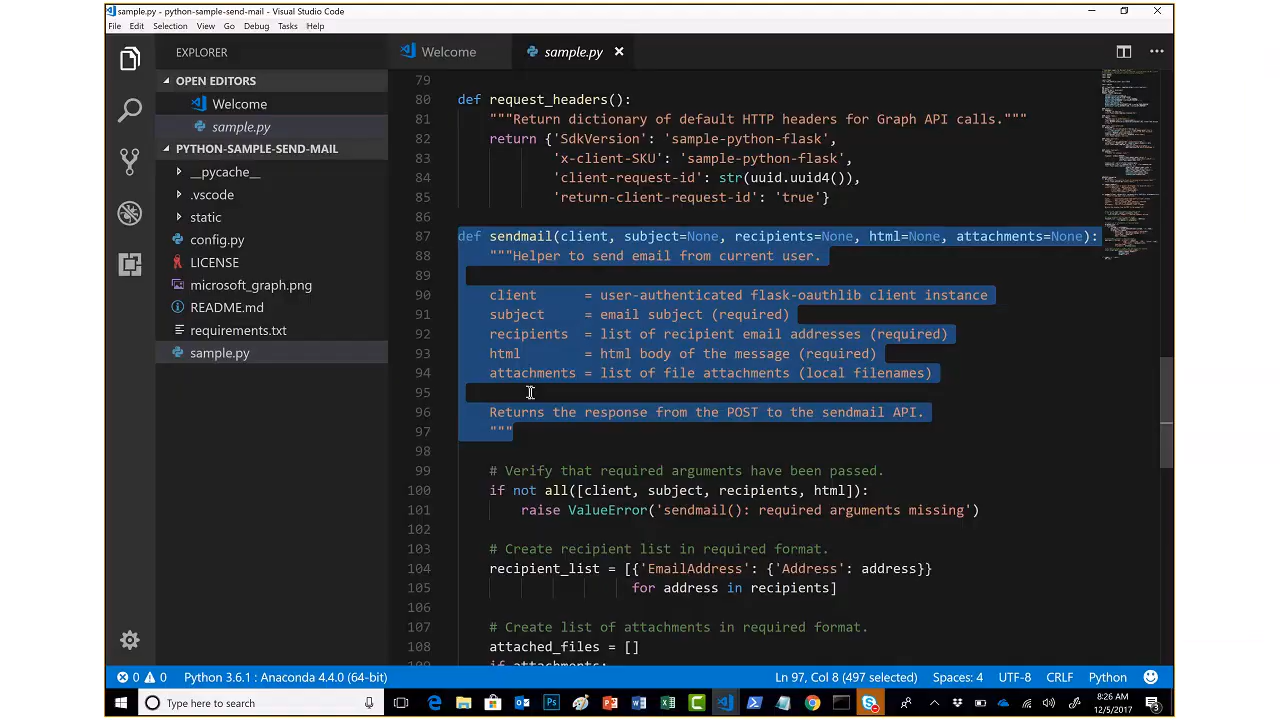 sample.py - python-sample-send-mail - Visual Studio Code
File Edit Selection View Go Debug Tasks Help
EXPLORER
OPEN EDITORS
Welcome
sample.py
PYTHON-SAMPLE-SEND-MAIL
__pycache__
.vscode
static
config.py
LICENSE
microsoft_graph.png
README.md
requirements.txt
sample.py
Welcome
sample.py
79
80 def request_headers():
81 """Return dictionary of default HTTP headers for Graph API calls."""
82 return {'SdkVersion': 'sample-python-flask',
83 'x-client-SKU': 'sample-python-flask',
84 'client-request-id': str(uuid.uuid4()),
85 'return-client-request-id': 'true'}
86
87 def sendmail(client, subject=None, recipients=None, html=None, attachments=None):
88 """Helper to send email from current user.
89
90 client = user-authenticated flask-oauthlib client instance
91 subject = email subject (required)
92 recipients = list of recipient email addresses (required)
93 html = html body of the message (required)
94 attachments = list of file attachments (local filenames)
95
96 Returns the response from the POST to the sendmail API.
97 """
98
99 # Verify that required arguments have been passed.
100 if not all([client, subject, recipients, html]):
101 raise ValueError('sendmail(): required arguments missing')
102
103 # Create recipient list in required format.
104 recipient_list = [{'EmailAddress': {'Address': address}}
105 for address in recipients]
106
107 # Create list of attachments in required format.
108 attached_files = []
109 if attachments:
0 0 Python 3.6.1 : Anaconda 4.4.0 (64-bit) Ln 97, Col 8 (497 selected) Spaces: 4 UTF-8 CRLF Python
Type here to search
8:26 AM
12/5/2017
3